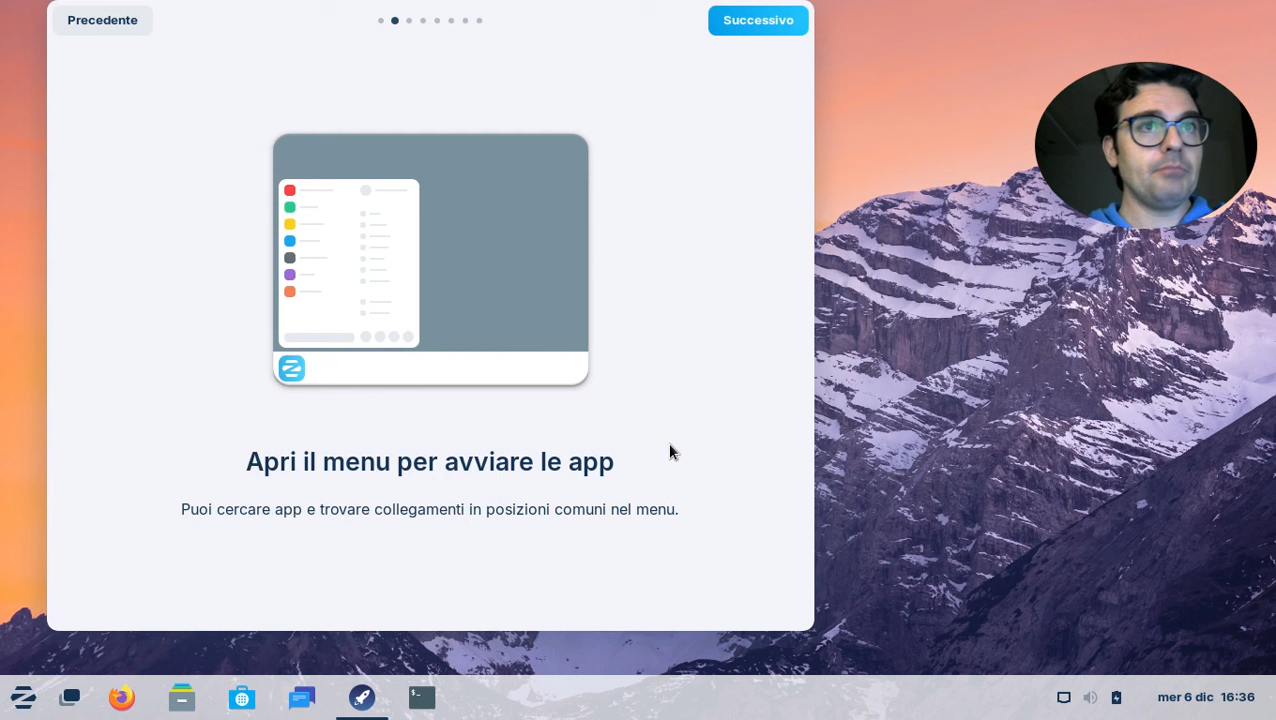 Precedente
Successivo
Apri il menu per avviare le app
Puoi cercare app e trovare collegamenti in posizioni comuni nel menu.
$_
mer 6 dic 16:36